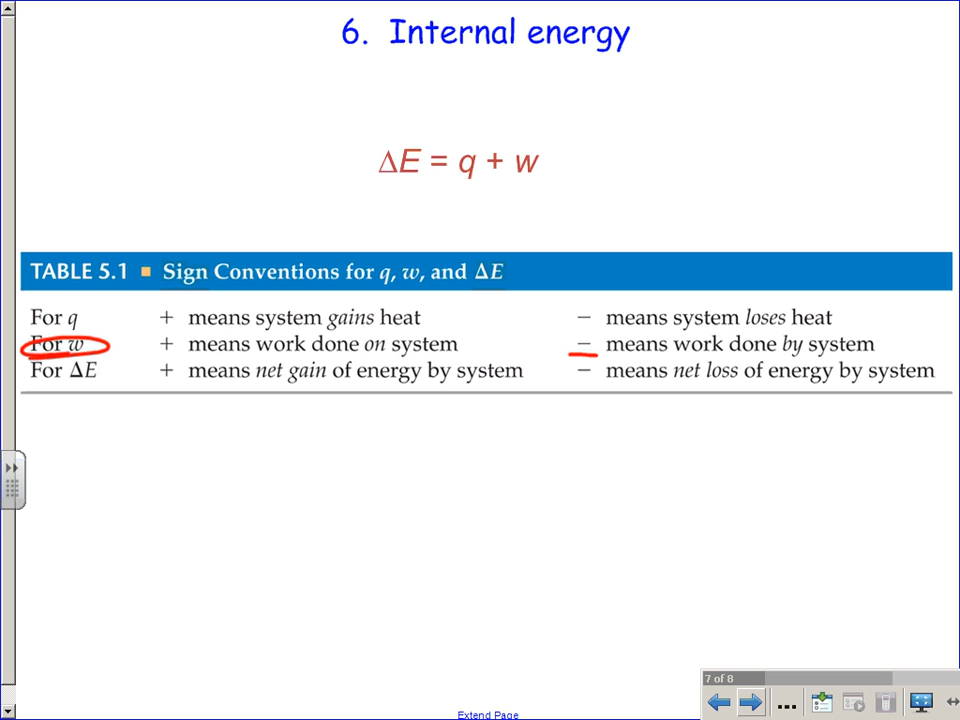 6. Internal energy
ΔE = q + w
TABLE 5.1 ■ Sign Conventions for q, w, and ΔE
For q + means system gains heat − means system loses heat
For w + means work done on system − means work done by system
For ΔE + means net gain of energy by system − means net loss of energy by system
7 of 8
Extend Page